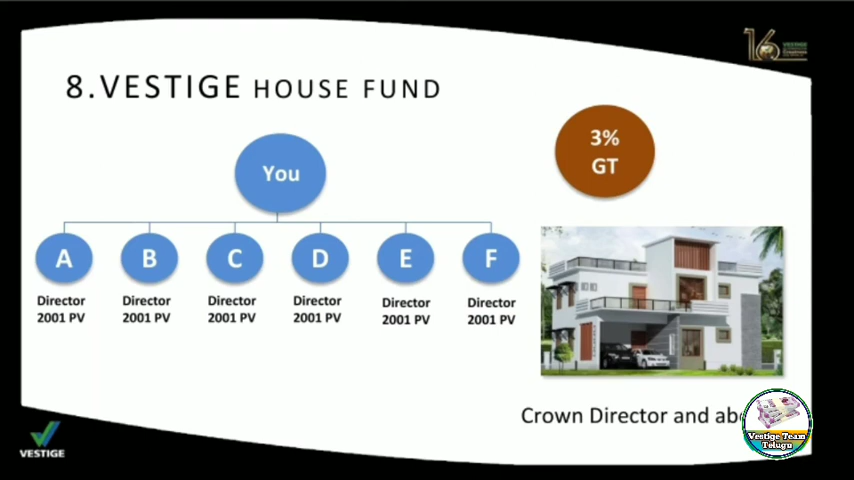 16
8.VESTIGE HOUSE FUND
3%
GT
You
A B C D E F
Director Director Director Director Director Director
2001 PV 2001 PV 2001 PV 2001 PV 2001 PV 2001 PV
Crown Director and
Vestige Team
Telugu
VESTIGE